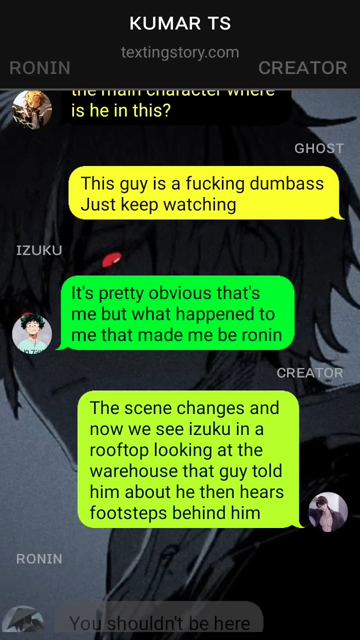 KUMAR TS
textingstory.com
RONIN
CREATOR
the main character where
is he in this?
GHOST
This guy is a fucking dumbass
Just keep watching
IZUKU
It's pretty obvious that's
me but what happened to
me that made me be ronin
CREATOR
The scene changes and
now we see izuku in a
rooftop looking at the
warehouse that guy told
him about he then hears
footsteps behind him
RONIN
You shouldn't be here